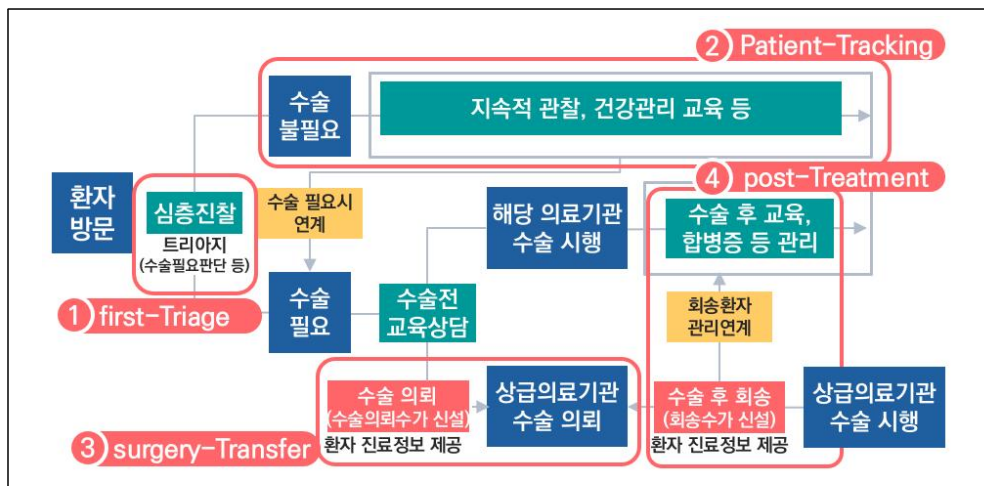 2 Patient-Tracking
수술
불필요
지속적 관찰, 건강관리 교육 등
4 post-Treatment
환자
방문
심층진찰
트리아지
(수술필요판단 등)
수술 필요시
연계
해당 의료기관
수술 시행
수술 후 교육,
합병증 등 관리
1 first-Triage
수술
필요
수술전
교육상담
회송환자
관리연계
수술 의뢰
(수술의뢰수가 신설)
환자 진료정보 제공
상급의료기관
수술 의뢰
수술 후 회송
(회송수가 신설)
환자 진료정보 제공
상급의료기관
수술 시행
3 surgery-Transfer